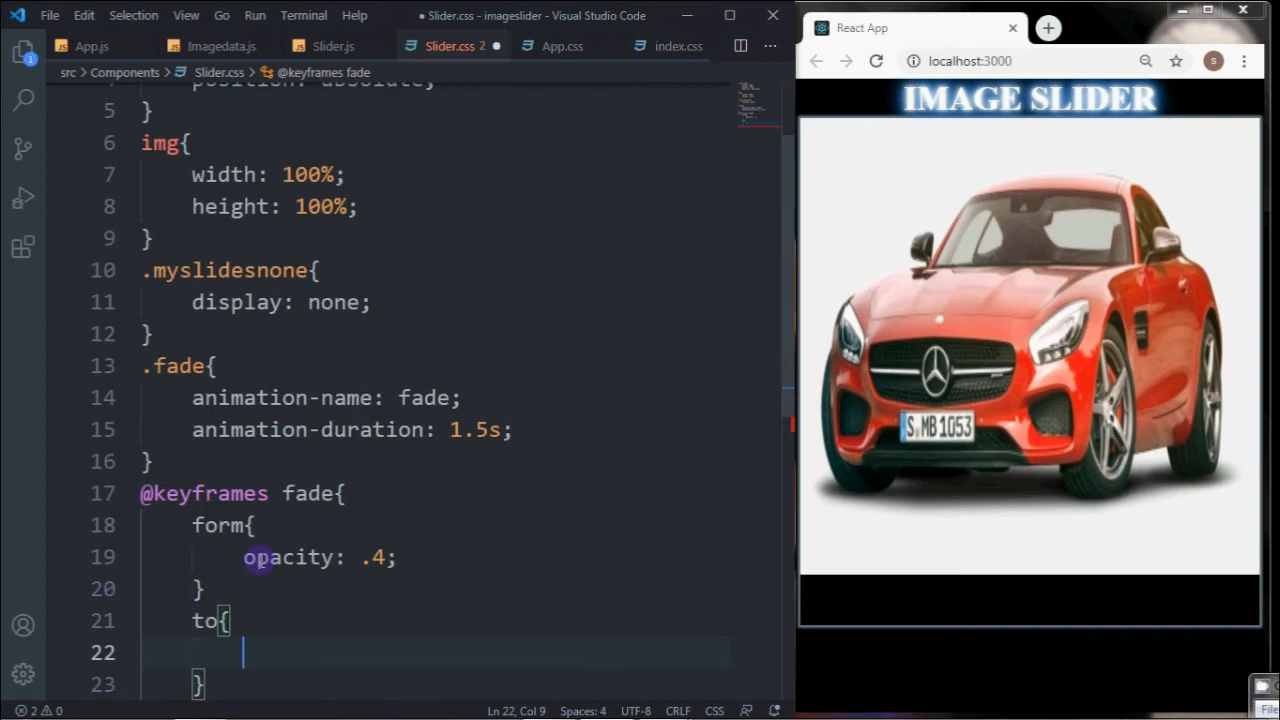 File Edit Selection View Go Run Terminal Help
● Slider.css - imageslider - Visual Studio Code
App.js Imagedata.js Slider.js Slider.css 2 App.css index.css
src > Components > Slider.css > @keyframes fade
5 }
6 img{
7 width: 100%;
8 height: 100%;
9 }
10 .myslidesnone{
11 display: none;
12 }
13 .fade{
14 animation-name: fade;
15 animation-duration: 1.5s;
16 }
17 @keyframes fade{
18 form{
19 opacity: .4;
20 }
21 to{
22
23 }
1
2 0 Ln 22, Col 9 Spaces: 4 UTF-8 CRLF CSS
React App
localhost:3000
S
IMAGE SLIDER
S MB 1053
File